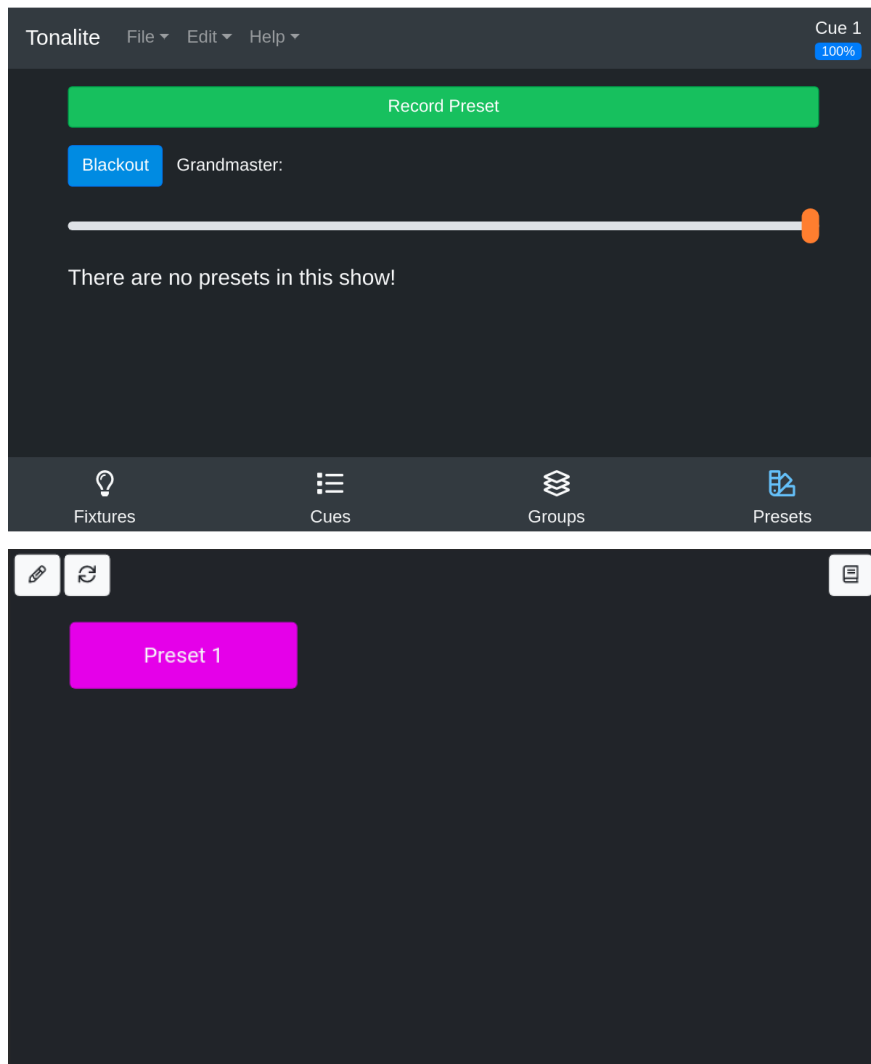 Tonalite File Edit Help Cue 1
100%
Record Preset
Blackout Grandmaster:
There are no presets in this show!
Fixtures Cues Groups Presets
Preset 1